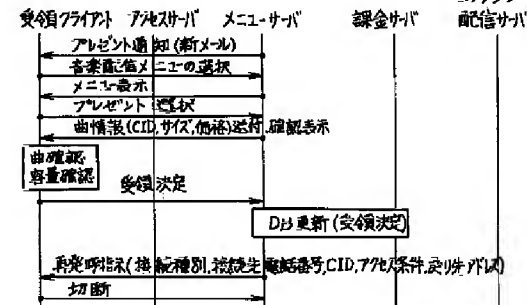 受領クライアント アクセスサーバ メニューサーバ 課金サーバ 配信サーバ
プレゼント通知(新メール)
音楽配信メニューの選択
メニュー表示
プレゼント選択
曲情報(CID,サイズ,価格)送付,確認表示
曲確認
容量確認
受領決定
DB更新(受領決定)
再発呼指示(接続種別,接続先電話番号,CID,アクセス条件,戻り先アドレス)
切断